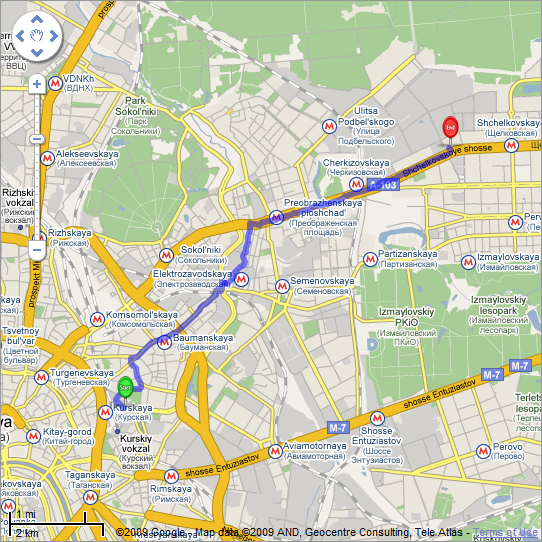 VDNKh
(ВДНХ)
Park
Sokol'niki
(Парк
Сокольники)
Ulitsa
Podbel'skogo
(Улица
Подбельского)
End
Shchelkovskaya
(Щелковская)
Shchelkovskoye shosse
Alekseevskaya
(Алексеевская)
Cherkizovskaya
(Черкизовская)
A-103
Rizhski
vokzal
(Рижский
вокзал)
Preobrazhenskaya
ploshchad'
(Преображенская
площадь)
Rizhskaya
(Рижская)
Sokol'niki
(Сокольники)
Partizanskaya
(Партизанская)
Izmaylovskaya
(Измайловская)
Elektrozavodskaya
(Электрозаводская)
Semenovskaya
(Семеновская)
Izmaylovskiy
lesopark
(Измайловский
лесопарк)
Izmaylovskiy
PKiO
(Измайловский
ПКиО)
Komsomol'skaya
(Комсомольская)
Tsvetnoy
bul'var
(Цветной
бульвар)
Baumanskaya
(Бауманская)
Turgenevskaya
(Тургеневская)
M-7
M-7
shosse Entuziastov
Start
Kurskaya
(Курская)
Kitay-gorod
(Китай-город)
Kurskiy
vokzal
(Курский
вокзал)
M-7
Shosse
Entuziastov
(Шоссе
Энтузиастов)
Aviamotornaya
(Авиамоторная)
Perovo
(Перово)
shosse Entuziastov
Taganskaya
(Таганская)
Rimskaya
(Римская)
1 mi
2 km
©2009 Google - Map data ©2009 AND, Geocentre Consulting, Tele Atlas - Terms of Use